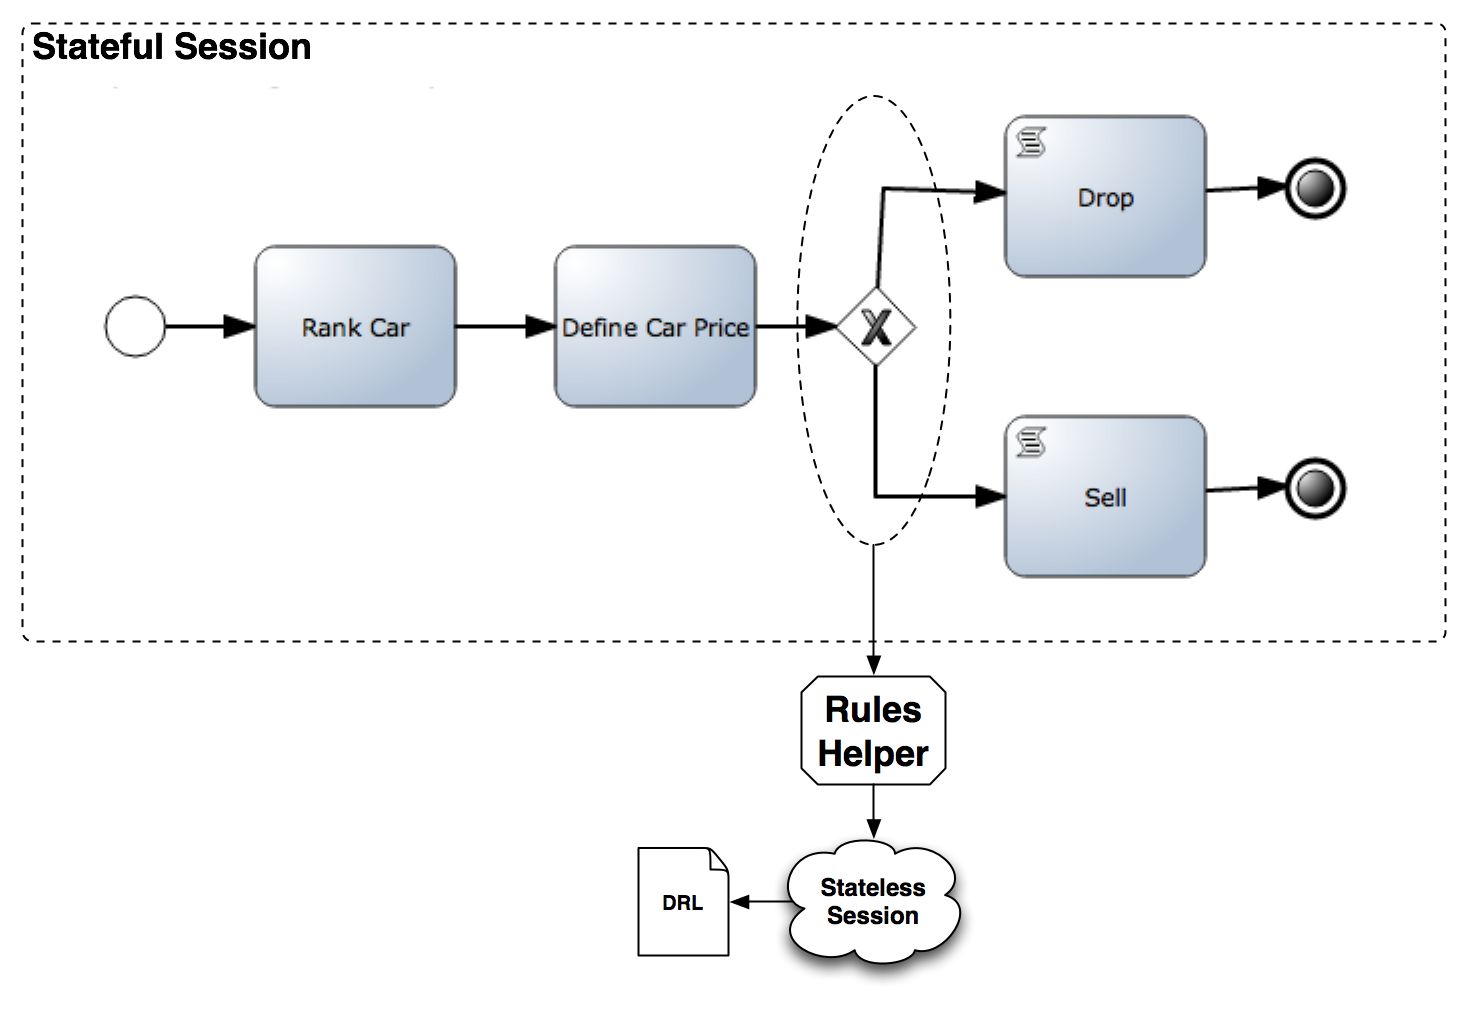 Stateful Session
Drop
Rank Car
Define Car Price
X
Sell
Rules
Helper
Stateless
Session
DRL